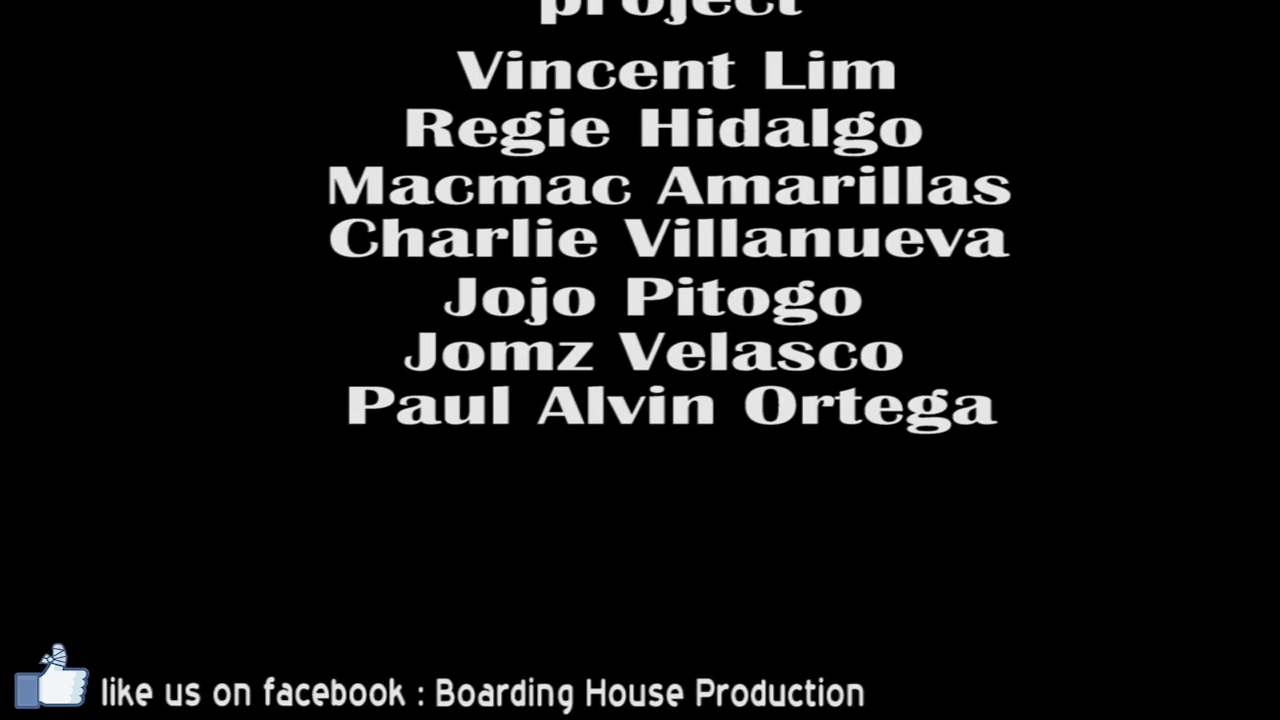 project
Vincent Lim
Regie Hidalgo
Macmac Amarillas
Charlie Villanueva
Jojo Pitogo
Jomz Velasco
Paul Alvin Ortega
like us on facebook : Boarding House Production